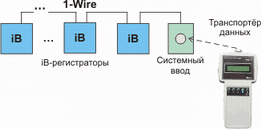 ... 1-Wire
Транспортёр
данных
iB ... iB iB
iB-регистраторы
Системный
ввод